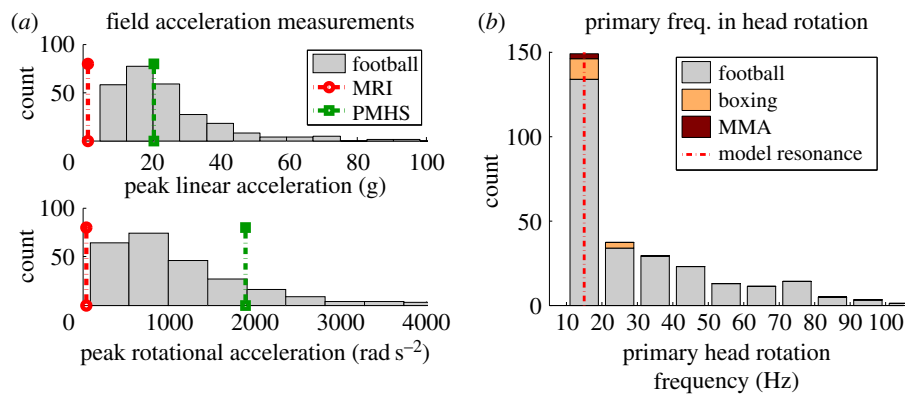 (a) field acceleration measurements
100
50
count
football
MRI
PMHS
0 20 40 60 80 100
peak linear acceleration (g)
100
50
count
0 1000 2000 3000 4000
peak rotational acceleration (rad s⁻²)
(b) primary freq. in head rotation
150
100
50
0
count
football
boxing
MMA
model resonance
10 20 30 40 50 60 70 80 90 100
primary head rotation
frequency (Hz)